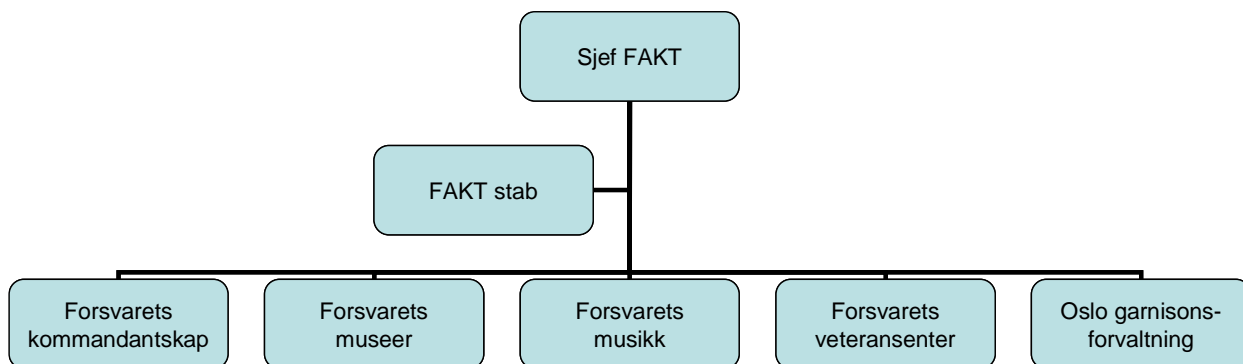 Sjef FAKT
FAKT stab
Forsvarets
kommandantskap
Forsvarets
museer
Forsvarets
musikk
Forsvarets
veteransenter
Oslo garnisons-
forvaltning